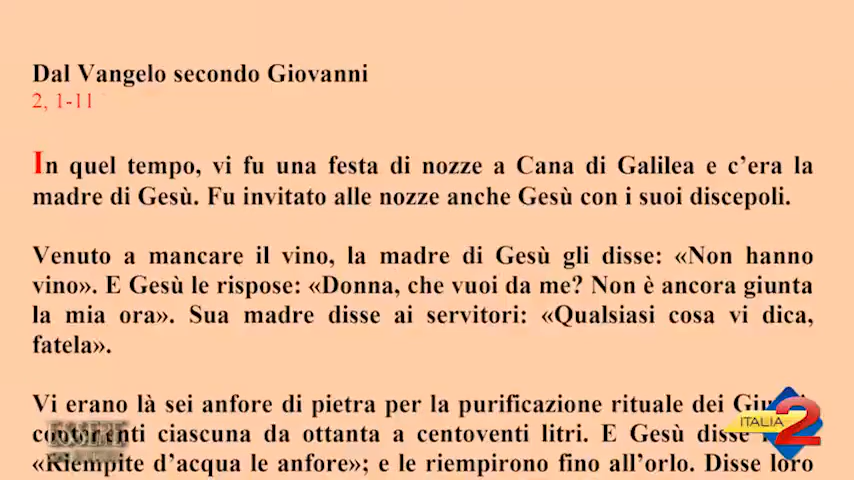 Dal Vangelo secondo Giovanni
2, 1-11
In quel tempo, vi fu una festa di nozze a Cana di Galilea e c’era la
madre di Gesù. Fu invitato alle nozze anche Gesù con i suoi discepoli.
Venuto a mancare il vino, la madre di Gesù gli disse: «Non hanno
vino». E Gesù le rispose: «Donna, che vuoi da me? Non è ancora giunta
la mia ora». Sua madre disse ai servitori: «Qualsiasi cosa vi dica,
fatela».
Vi erano là sei anfore di pietra per la purificazione rituale dei
contenenti ciascuna da ottanta a centoventi litri. E Gesù disse
«Riempite d’acqua le anfore»; e le riempirono fino all’orlo. Disse loro
ITALIA 2